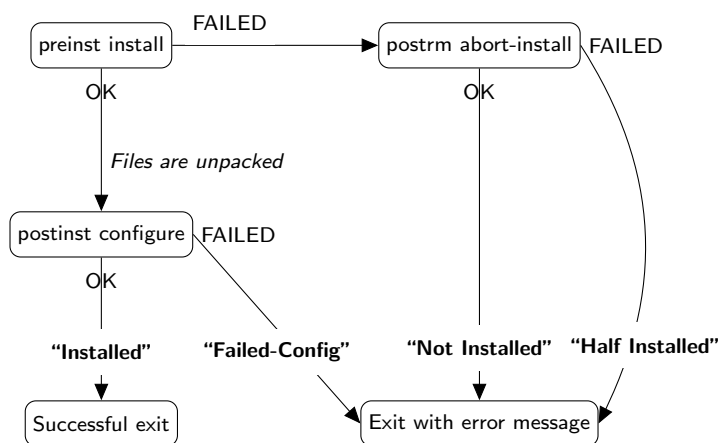 FAILED
preinst install
postrm abort-install
FAILED
OK
OK
Files are unpacked
postinst configure
FAILED
OK
“Installed”
“Failed-Config”
“Not Installed”
“Half Installed”
Successful exit
Exit with error message